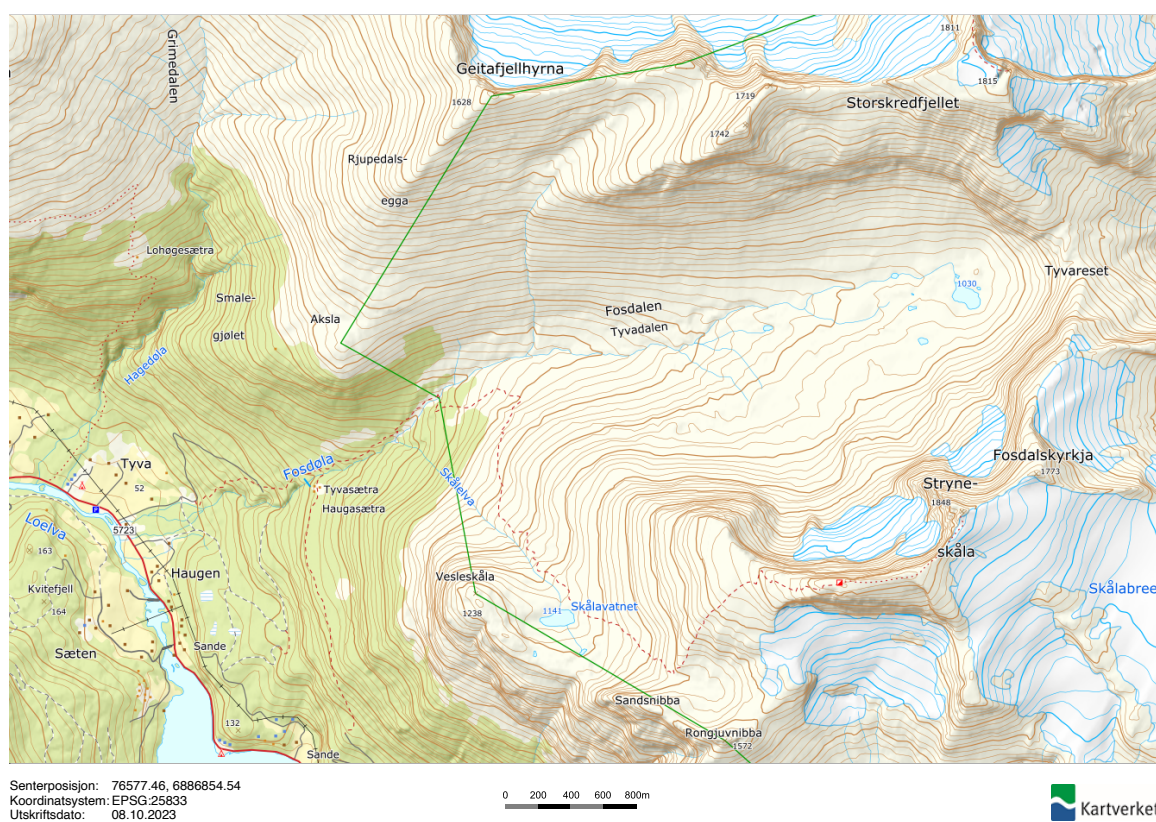 1811
Grimedalen
Geitafjellhyrna
1815
1628
1719
Storskredfjellet
1742
Rjupedals-
egga
Lohøgesætra
Tyvareset
1030
Smale-
gjølet
Aksla
Fosdalen
Tyvadalen
Hagedøla
Fosdøla
Tyva
52
Skålelva
Fosdalskyrkja
1773
Stryne-
Tyvasætra
Haugasætra
1848
Loelva
5723
163
skåla
Haugen
Vesleskåla
Kvitefjell
164
1238
1141
Skålavatnet
Skålabree
Sæten
Sande
Sandsnibba
132
Rongjuvnibba
1572
Sande
Senterposisjon: 76577.46, 6886854.54
Koordinatsystem: EPSG:25833
Utskriftsdato: 08.10.2023
0 200 400 600 800m
Kartverket